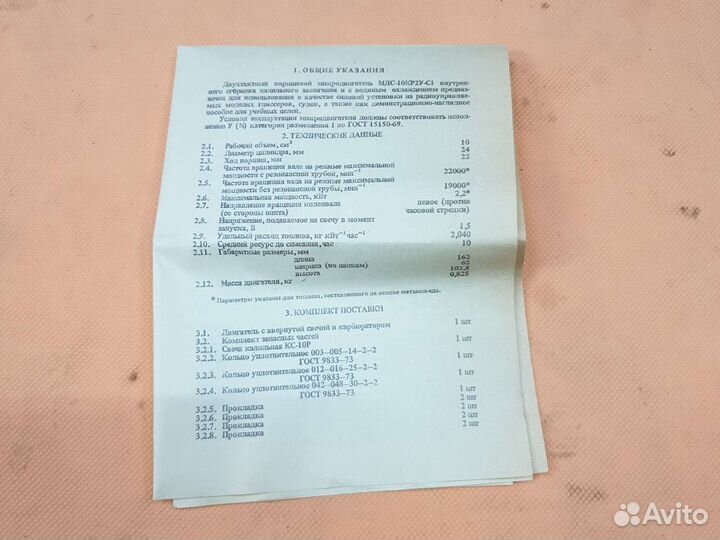 1. ОБЩИЕ УКАЗАНИЯ
Двухтактный поршневой микродвигатель МДС-10КР2У-С1 внутрен-
него сгорания калильного зажигания и с водяным охлаждением предназ-
начен для использования в качестве силовой установки на радиоуправляе-
мых моделях глиссеров, судов, а также как демонстрационно-наглядное
пособие для учебных целей.
Условия эксплуатации микродвигателя должны соответствовать испол-
нению У (N) категории размещения 1 по ГОСТ 15150-69.
2. ТЕХНИЧЕСКИЕ ДАННЫЕ
2.1. Рабочий объем, см³ 10
2.2. Диаметр цилиндра, мм 24
2.3. Ход поршня, мм 22
2.4. Частота вращения вала на режиме максимальной
мощности с резонансной трубой, мин⁻¹ 22000*
2.5. Частота вращения вала на режиме максимальной
мощности без резонансной трубы, мин⁻¹ 19000*
2.6. Максимальная мощность, кВт 2,2*
2.7. Направление вращения коленвала левое (против
(со стороны винта) часовой стрелки)
2.8. Напряжение, подаваемое на свечу в момент
запуска, В 1,5
2.9. Удельный расход топлива, кг кВт⁻¹час⁻¹ 2,040
2.10. Средний ресурс до списания, час 10
2.11. Габаритные размеры, мм
длина 162
ширина (по лапкам) 62
высота 102,5
2.12. Масса двигателя, кг 0,825
* Параметры указаны для топлива, составленного на основе метанол-яда.
3. КОМПЛЕКТ ПОСТАВКИ
3.1. Двигатель с ввернутой свечой и карбюратором 1 шт
3.2. Комплект запасных частей
3.2.1. Свеча калильная КС-10Р 1 шт
3.2.2. Кольцо уплотнительное 003—005—14—2—2
ГОСТ 9833—73 1 шт
3.2.3. Кольцо уплотнительное 012—016—25—2—2
ГОСТ 9833—73 1 шт
3.2.4. Кольцо уплотнительное 042—048—30—2—2
ГОСТ 9833—73 1 шт
3.2.5. Прокладка 2 шт
3.2.6. Прокладка 2 шт
3.2.7. Прокладка 2 шт
3.2.8. Прокладка 2 шт
Avito